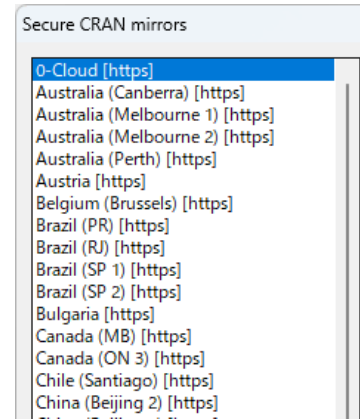 Secure CRAN mirrors
0-Cloud [https]
Australia (Canberra) [https]
Australia (Melbourne 1) [https]
Australia (Melbourne 2) [https]
Australia (Perth) [https]
Austria [https]
Belgium (Brussels) [https]
Brazil (PR) [https]
Brazil (RJ) [https]
Brazil (SP 1) [https]
Brazil (SP 2) [https]
Bulgaria [https]
Canada (MB) [https]
Canada (ON 3) [https]
Chile (Santiago) [https]
China (Beijing 2) [https]